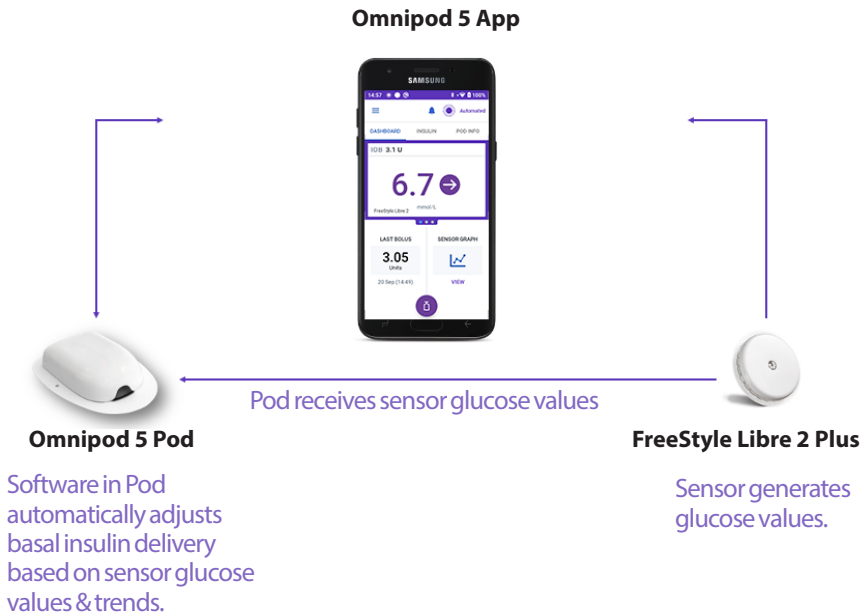 Omnipod 5 App
SAMSUNG
14:57 100%
Automated
DASHBOARD INSULIN POD INFO
IOB 3.1 U
6.7
mmol/L
FreeStyle Libre 2
LAST BOLUS SENSOR GRAPH
3.05
Units
20 Sep (14:49) VIEW
Pod receives sensor glucose values
Omnipod 5 Pod FreeStyle Libre 2 Plus
Software in Pod
automatically adjusts
basal insulin delivery
based on sensor glucose
values & trends.
Sensor generates
glucose values.